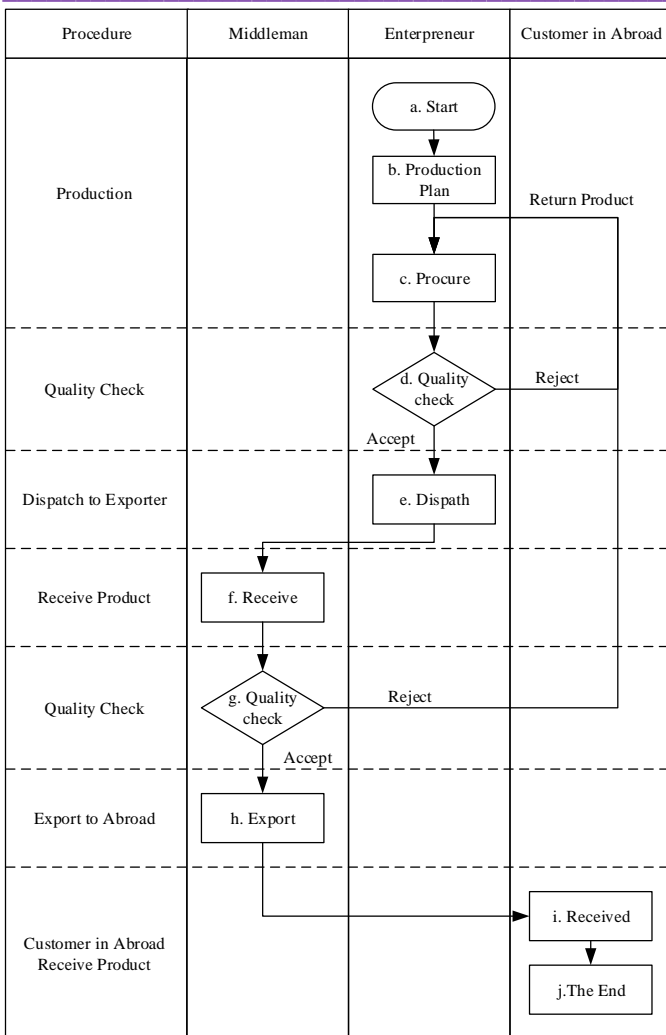 Procedure
Middleman
Enterpreneur
Customer in Abroad
a. Start
b. Production
Plan
Production
Return Product
c. Procure
d. Quality
check
Quality Check
Reject
Accept
Dispatch to Exporter
e. Dispath
Receive Product
f. Receive
g. Quality
check
Quality Check
Reject
Accept
Export to Abroad
h. Export
i. Received
Customer in Abroad
Receive Product
j.The End